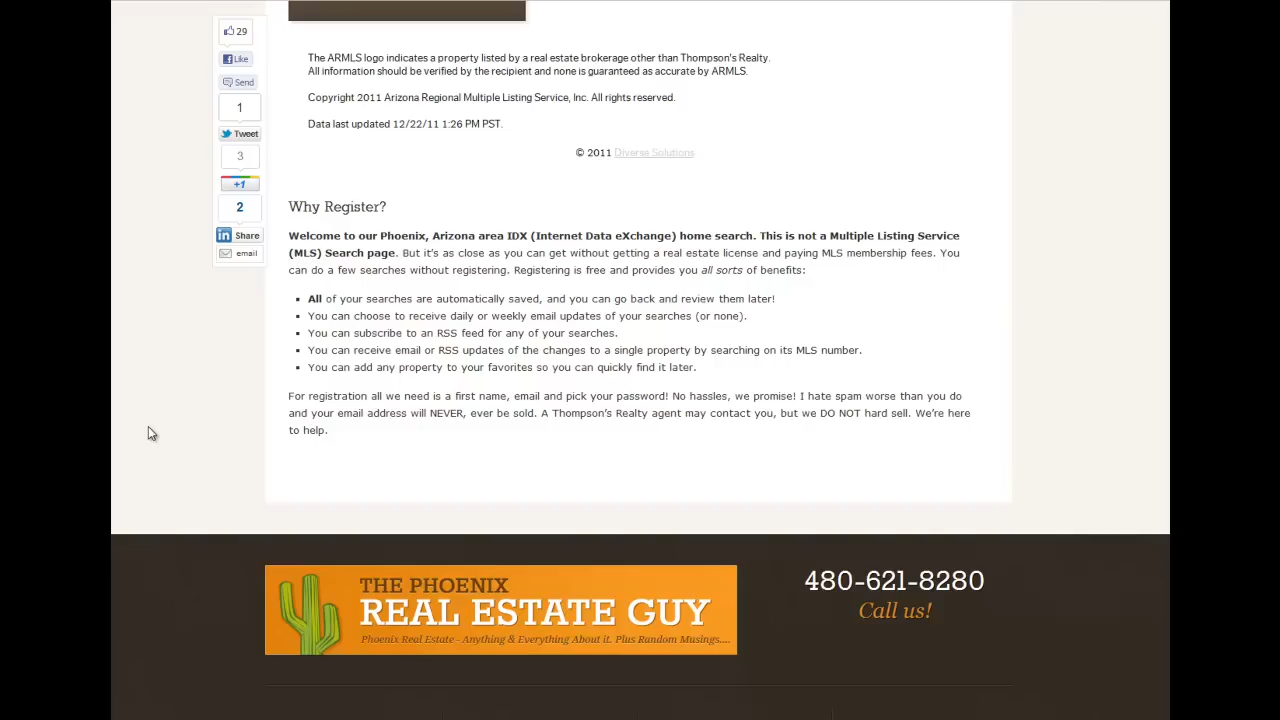 29
Like
Send
1
Tweet
3
+1
2
in Share
email
The ARMLS logo indicates a property listed by a real estate brokerage other than Thompson's Realty.
All information should be verified by the recipient and none is guaranteed as accurate by ARMLS.
Copyright 2011 Arizona Regional Multiple Listing Service, Inc. All rights reserved.
Data last updated 12/22/11 1:26 PM PST.
© 2011 Diverse Solutions
Why Register?
Welcome to our Phoenix, Arizona area IDX (Internet Data eXchange) home search. This is not a Multiple Listing Service
(MLS) Search page. But it's as close as you can get without getting a real estate license and paying MLS membership fees. You
can do a few searches without registering. Registering is free and provides you all sorts of benefits:
▪ All of your searches are automatically saved, and you can go back and review them later!
▪ You can choose to receive daily or weekly email updates of your searches (or none).
▪ You can subscribe to an RSS feed for any of your searches.
▪ You can receive email or RSS updates of the changes to a single property by searching on its MLS number.
▪ You can add any property to your favorites so you can quickly find it later.
For registration all we need is a first name, email and pick your password! No hassles, we promise! I hate spam worse than you do
and your email address will NEVER, ever be sold. A Thompson's Realty agent may contact you, but we DO NOT hard sell. We're here
to help.
THE PHOENIX
REAL ESTATE GUY
Phoenix Real Estate - Anything & Everything About it. Plus Random Musings....
480-621-8280
Call us!